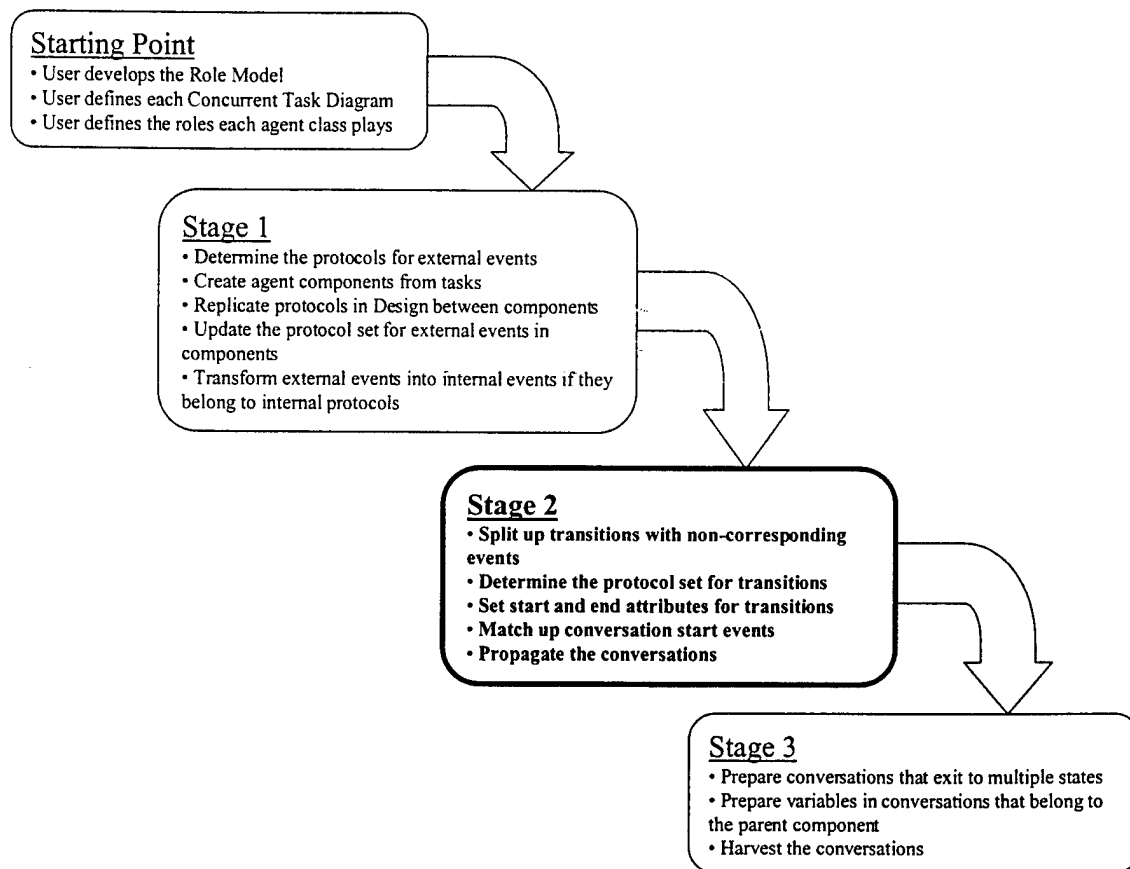 Starting Point
• User develops the Role Model
• User defines each Concurrent Task Diagram
• User defines the roles each agent class plays
Stage 1
• Determine the protocols for external events
• Create agent components from tasks
• Replicate protocols in Design between components
• Update the protocol set for external events in
components
• Transform external events into internal events if they
belong to internal protocols
Stage 2
• Split up transitions with non-corresponding
events
• Determine the protocol set for transitions
• Set start and end attributes for transitions
• Match up conversation start events
• Propagate the conversations
Stage 3
• Prepare conversations that exit to multiple states
• Prepare variables in conversations that belong to
the parent component
• Harvest the conversations